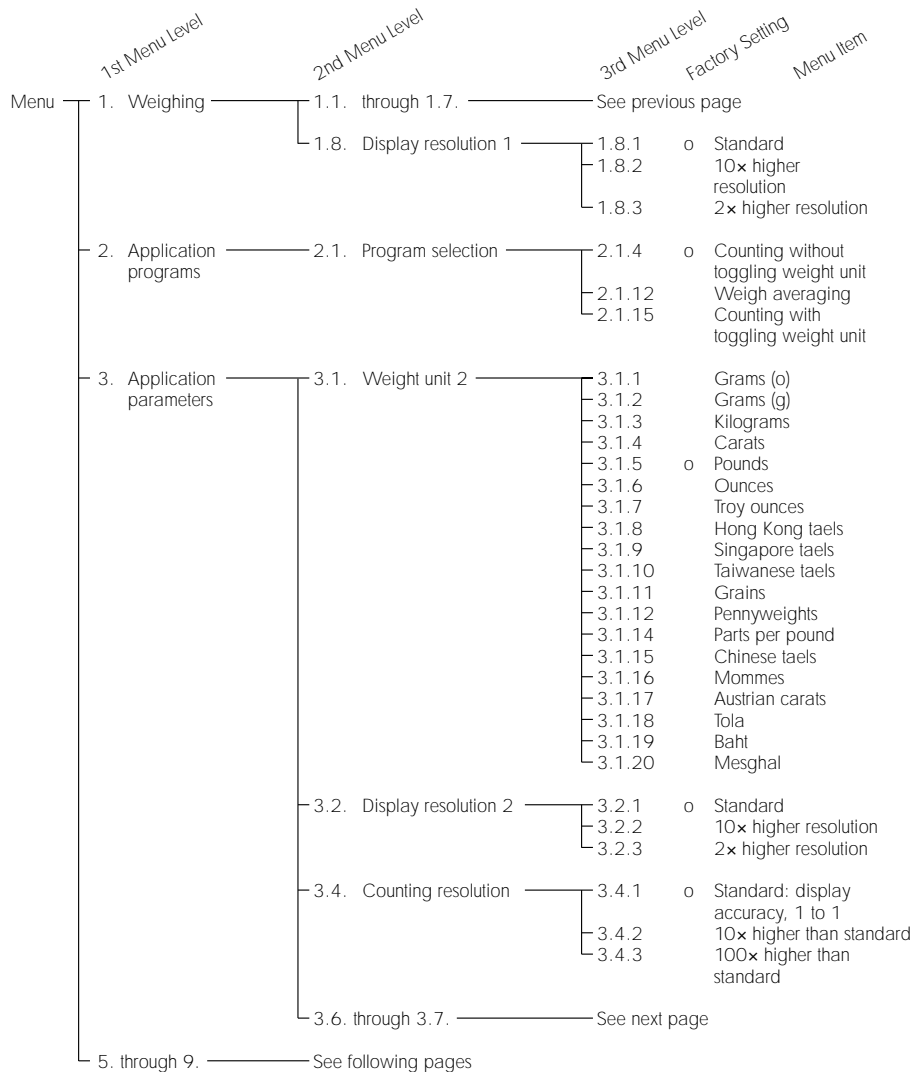 1st Menu Level 2nd Menu Level 3rd Menu Level Factory Setting Menu Item
Menu 1. Weighing 1.1. through 1.7. See previous page
1.8. Display resolution 1 1.8.1 o Standard
1.8.2 10× higher
resolution
1.8.3 2× higher resolution
2. Application 2.1. Program selection 2.1.4 o Counting without
programs toggling weight unit
2.1.12 Weigh averaging
2.1.15 Counting with
toggling weight unit
3. Application 3.1. Weight unit 2 3.1.1 Grams (o)
parameters 3.1.2 Grams (g)
3.1.3 Kilograms
3.1.4 Carats
3.1.5 o Pounds
3.1.6 Ounces
3.1.7 Troy ounces
3.1.8 Hong Kong taels
3.1.9 Singapore taels
3.1.10 Taiwanese taels
3.1.11 Grains
3.1.12 Pennyweights
3.1.14 Parts per pound
3.1.15 Chinese taels
3.1.16 Mommes
3.1.17 Austrian carats
3.1.18 Tola
3.1.19 Baht
3.1.20 Mesghal
3.2. Display resolution 2 3.2.1 o Standard
3.2.2 10× higher resolution
3.2.3 2× higher resolution
3.4. Counting resolution 3.4.1 o Standard: display
accuracy, 1 to 1
3.4.2 10× higher than standard
3.4.3 100× higher than
standard
3.6. through 3.7. See next page
5. through 9. See following pages